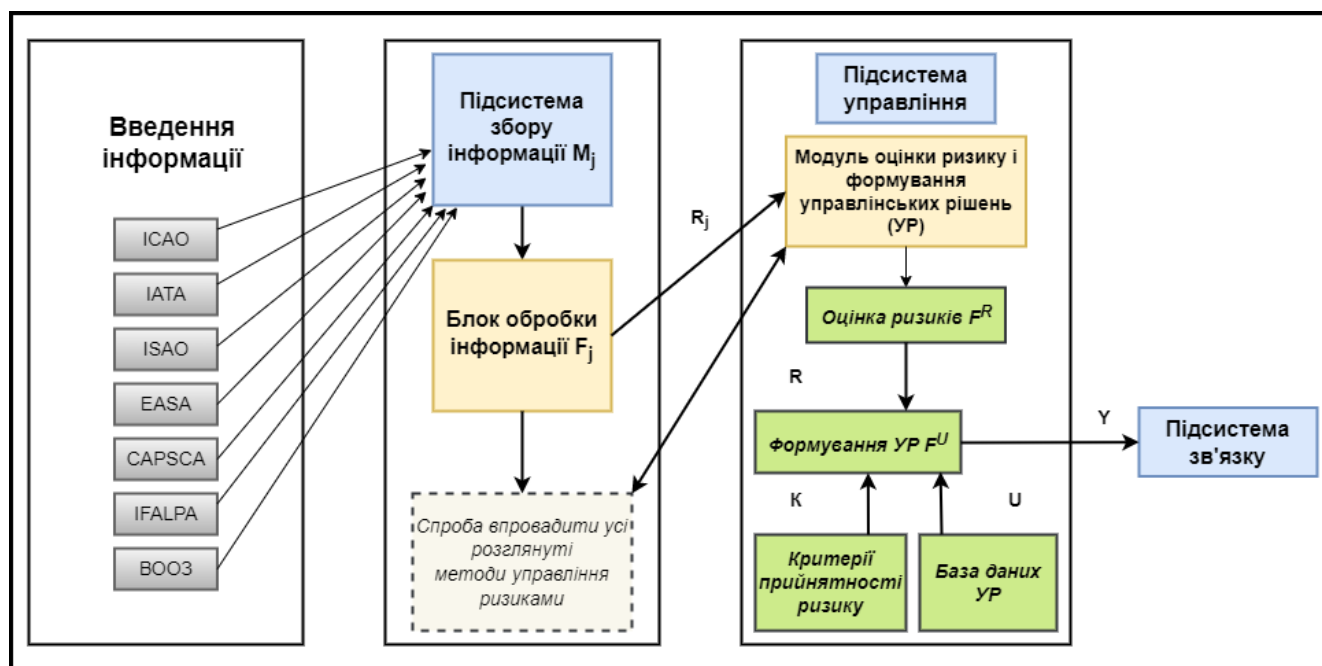 Введення
інформації
ICAO
IATA
ISAO
EASA
CAPSCA
IFALPA
ВООЗ
Підсистема
збору
інформації Mj
Блок обробки
інформації Fj
Спроба впровадити усі
розглянуті
методи управління
ризиками
Rj
Підсистема
управління
Модуль оцінки ризику і
формування
управлінських рішень
(УР)
Оцінка ризиків F^R
R
Формування УР F^U
K
U
Критерії
прийнятності
ризику
База даних
УР
Y
Підсистема
зв'язку